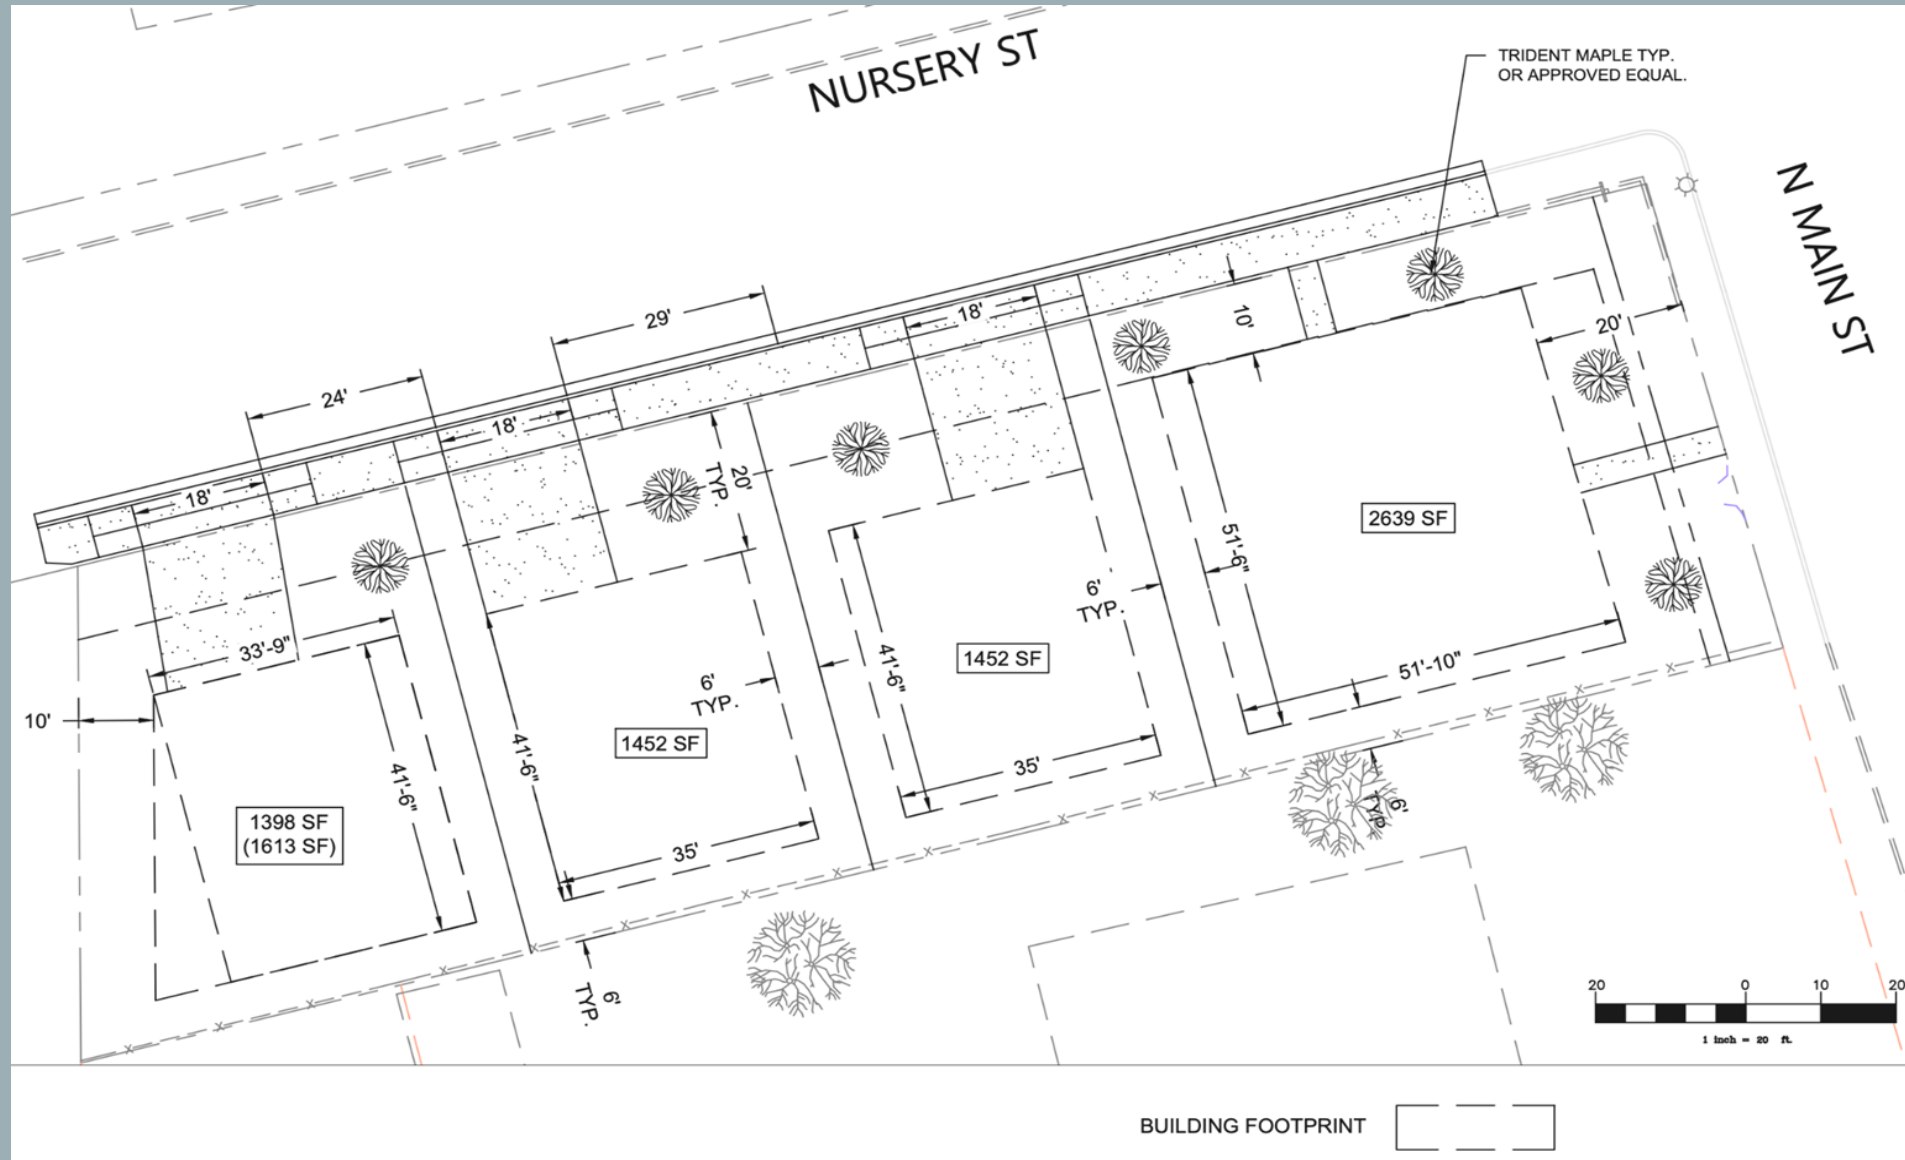 NURSERY ST
TRIDENT MAPLE TYP.
OR APPROVED EQUAL.
N MAIN ST
29'
18'
24'
18'
18'
10'
20'
20'
TYP.
33'-9"
10'
41'-6"
1398 SF
(1613 SF)
41'-6"
6'
TYP.
1452 SF
35'
41'-6"
6'
TYP.
1452 SF
35'
51'-6"
2639 SF
51'-10"
6'
TYP.
6'
TYP.
20
0
10
20
1 inch = 20 ft.
BUILDING FOOTPRINT